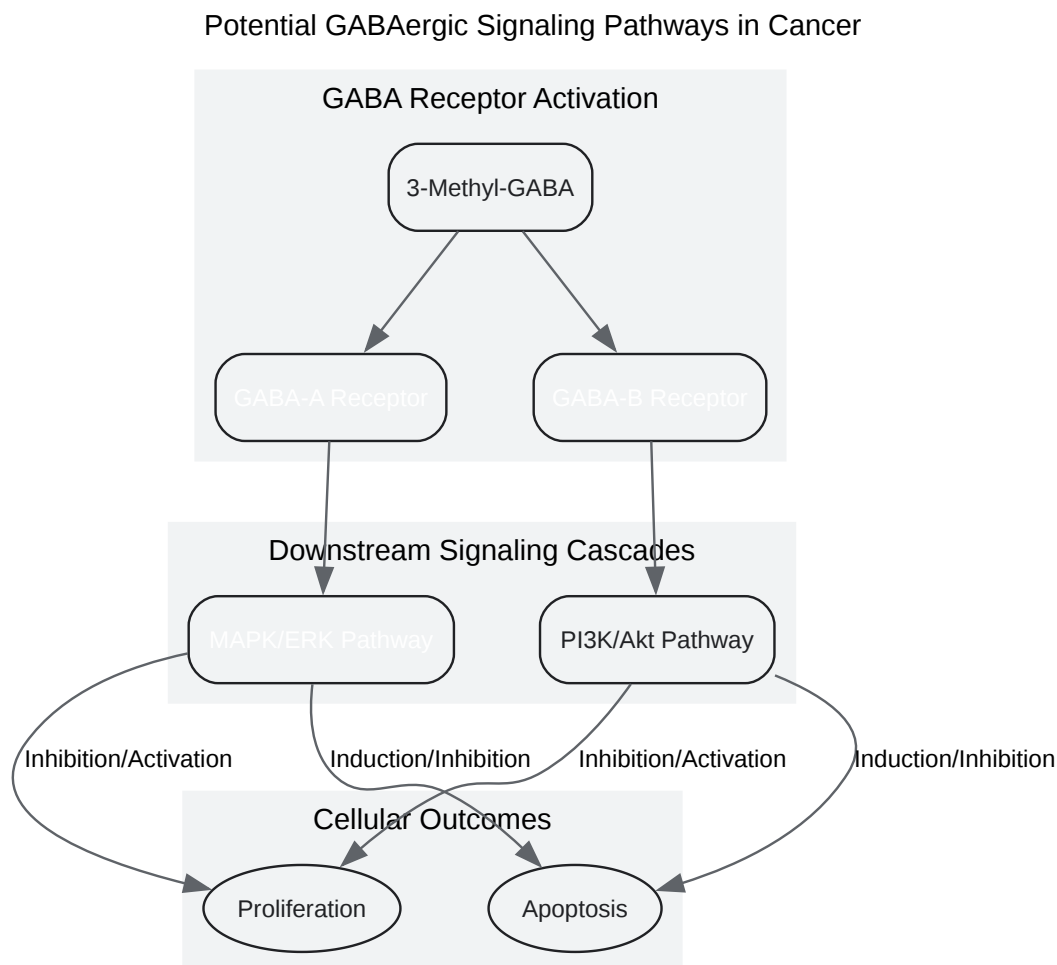 Potential GABAergic Signaling Pathways in Cancer
GABA Receptor Activation
3-Methyl-GABA
GABA-A Receptor
GABA-B Receptor
Downstream Signaling Cascades
MAPK/ERK Pathway
PI3K/Akt Pathway
Inhibition/Activation
Induction/Inhibition
Inhibition/Activation
Induction/Inhibition
Cellular Outcomes
Proliferation
Apoptosis